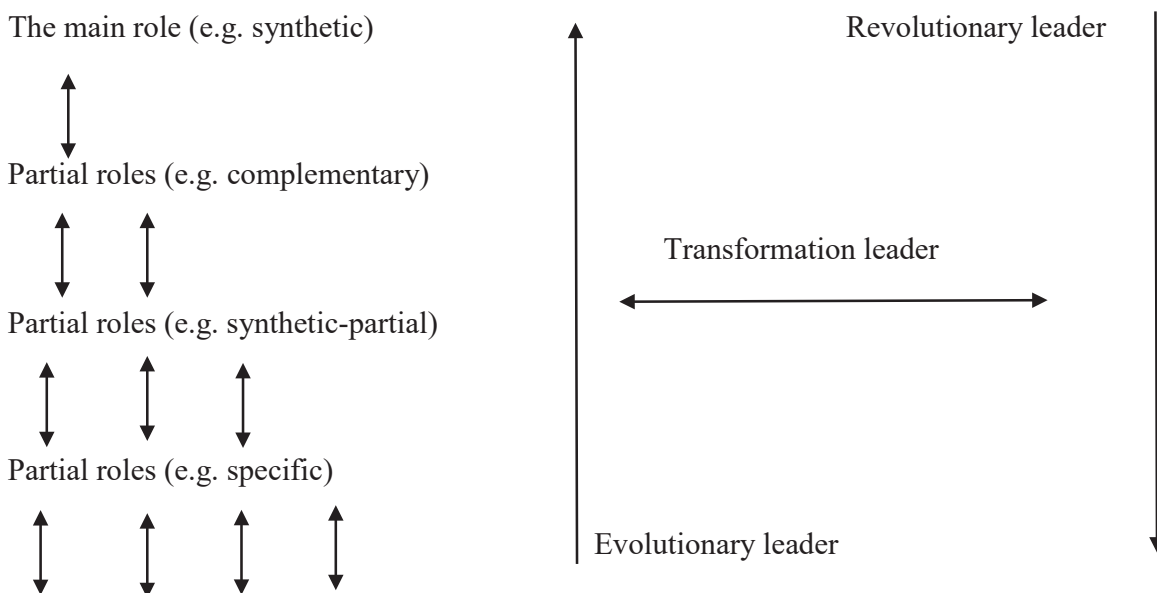 The main role (e.g. synthetic)
Revolutionary leader
Partial roles (e.g. complementary)
Transformation leader
Partial roles (e.g. synthetic-partial)
Partial roles (e.g. specific)
Evolutionary leader